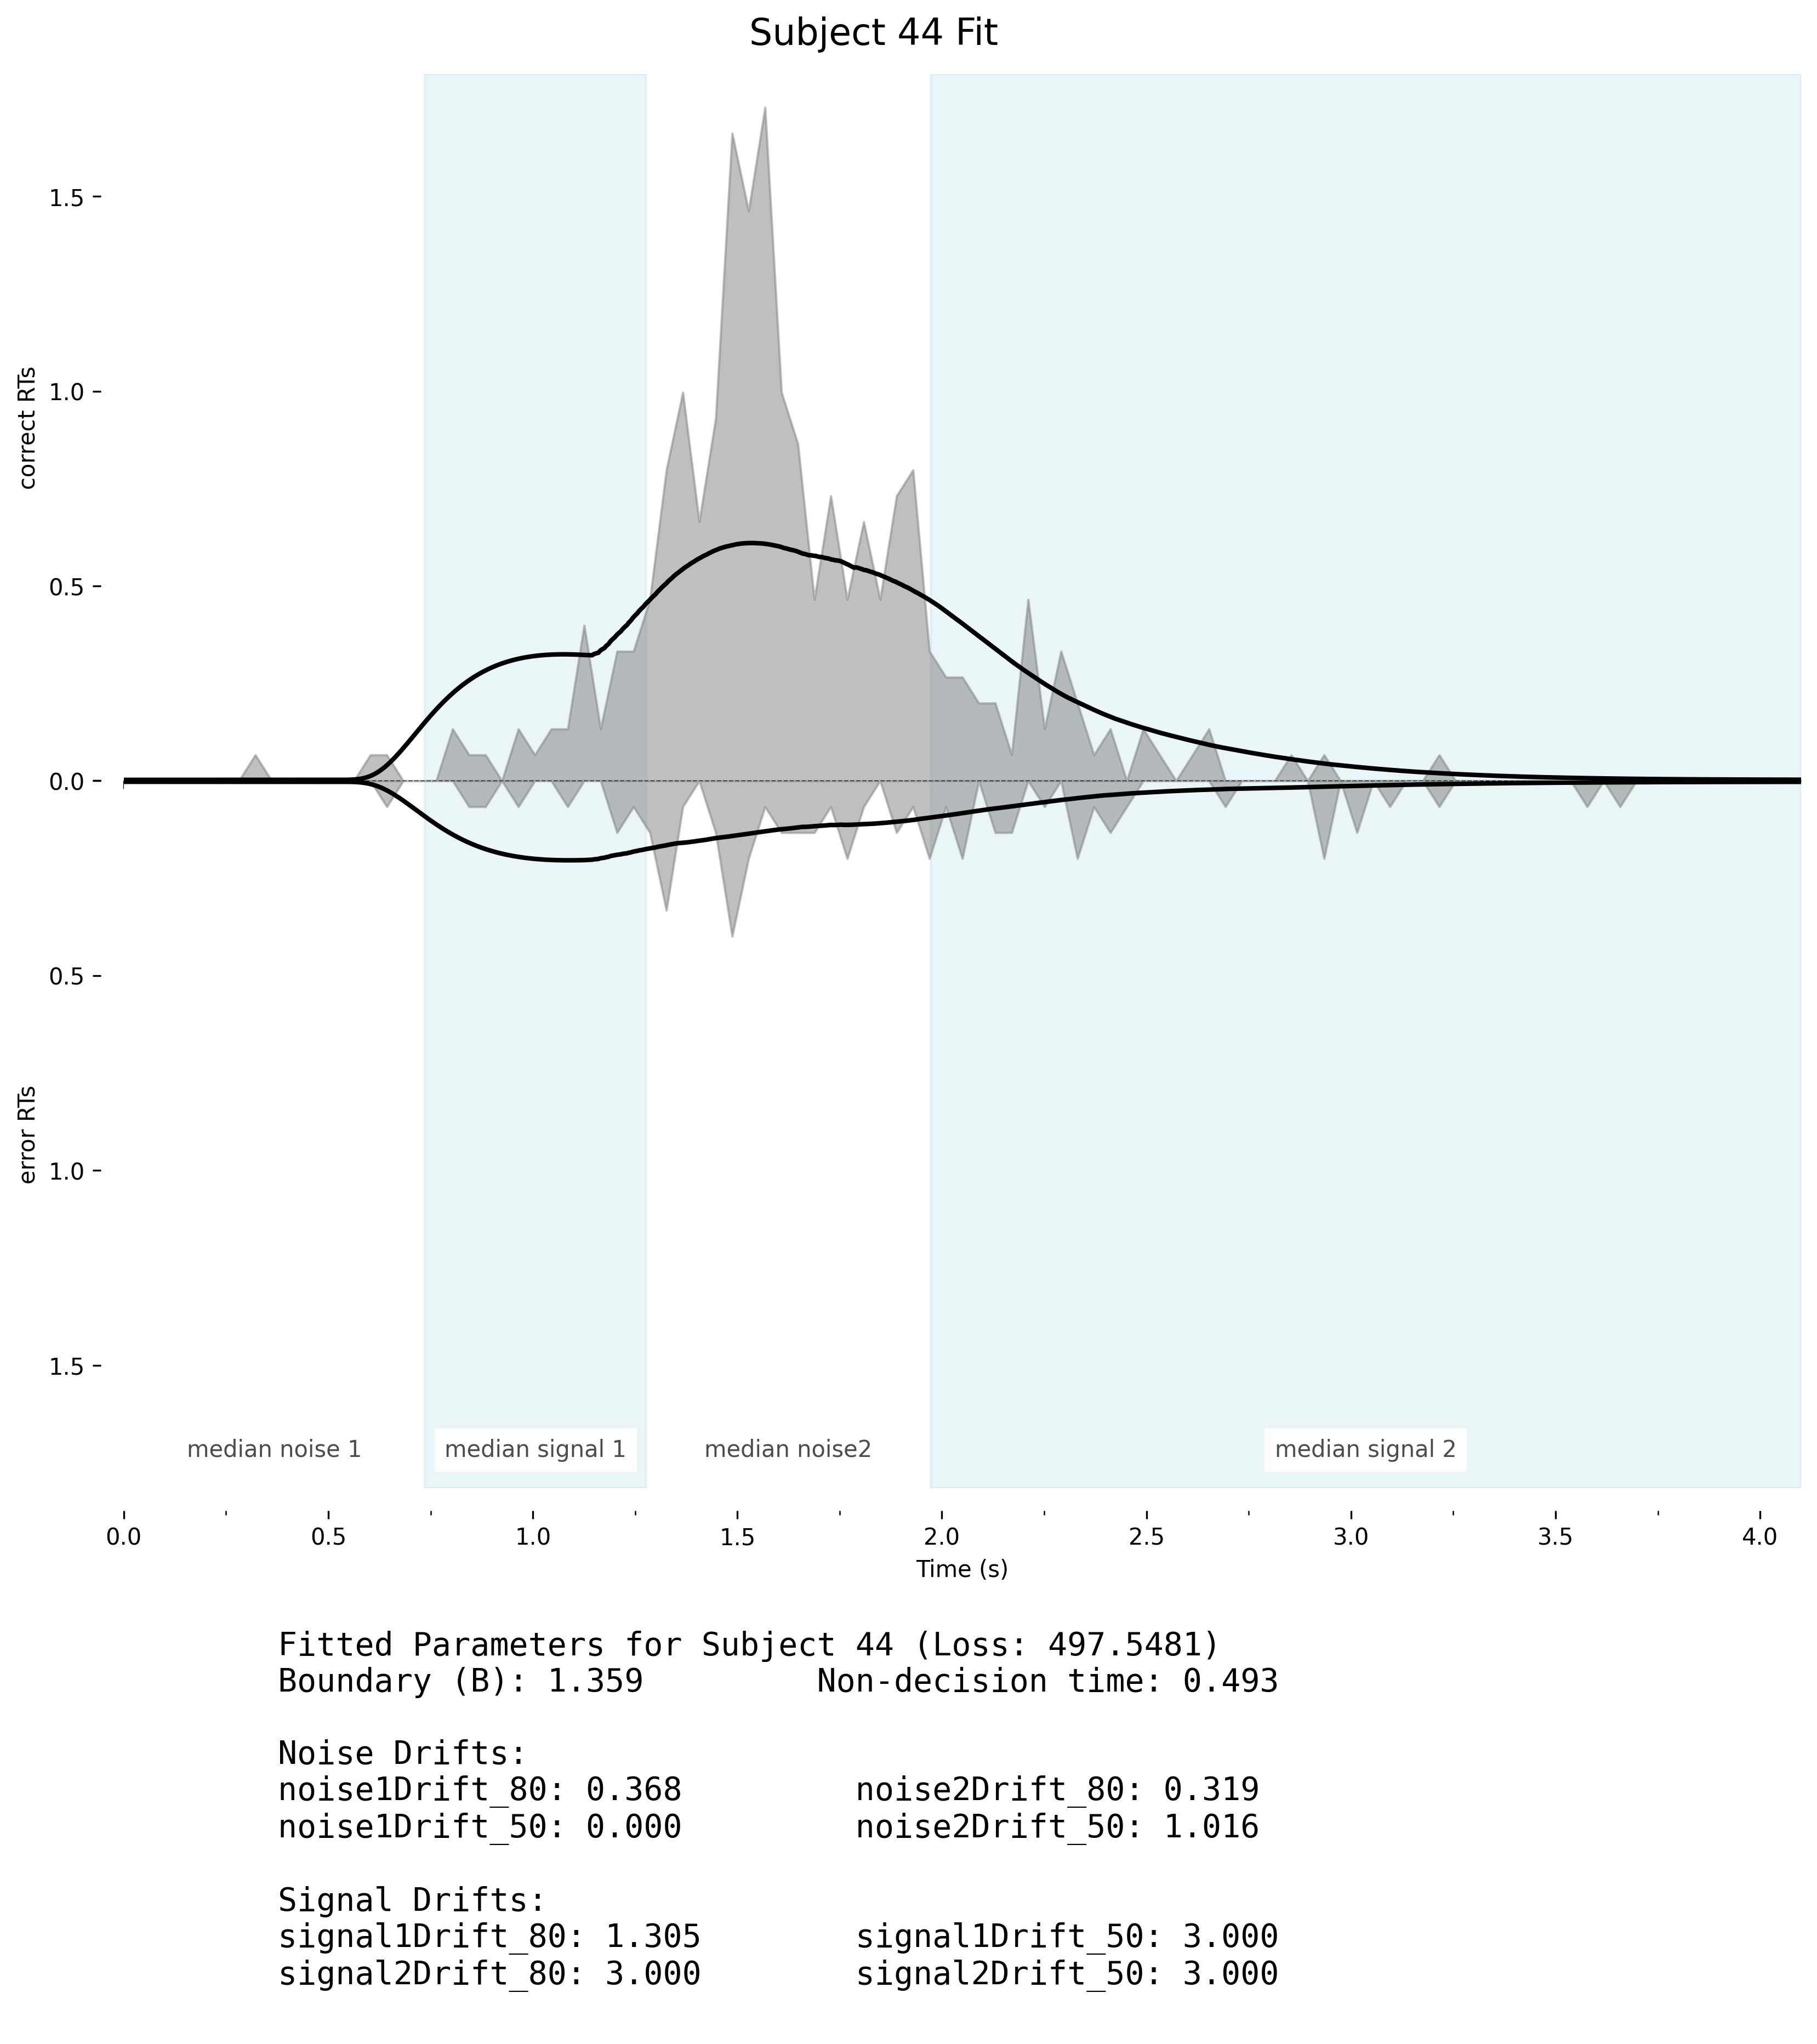 Subject 44 Fit
correct RTs
error RTs
1.5
1.0
0.5
0.0
0.5
1.0
1.5
median noise 1
median signal 1
median noise2
median signal 2
0.0 0.5 1.0 1.5 2.0 2.5 3.0 3.5 4.0
Time (s)
Fitted Parameters for Subject 44 (Loss: 497.5481)
Boundary (B): 1.359 Non-decision time: 0.493
Noise Drifts:
noise1Drift_80: 0.368 noise2Drift_80: 0.319
noise1Drift_50: 0.000 noise2Drift_50: 1.016
Signal Drifts:
signal1Drift_80: 1.305 signal1Drift_50: 3.000
signal2Drift_80: 3.000 signal2Drift_50: 3.000